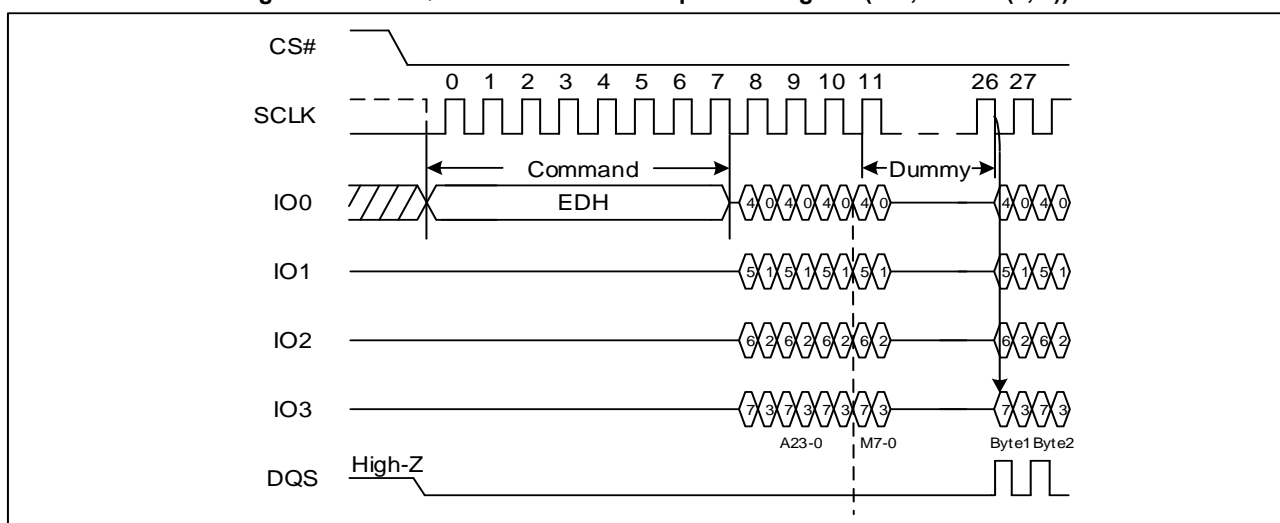 CS#
0 1 2 3 4 5 6 7 8 9 10 11 26 27
SCLK
Command Dummy
IO0 EDH 4 0 4 0 4 0 4 0 4 0 4 0
IO1 5 1 5 1 5 1 5 1 5 1 5 1
IO2 6 2 6 2 6 2 6 2 6 2 6 2
IO3 7 3 7 3 7 3 7 3 7 3 7 3
A23-0 M7-0 Byte1 Byte2
High-Z
DQS